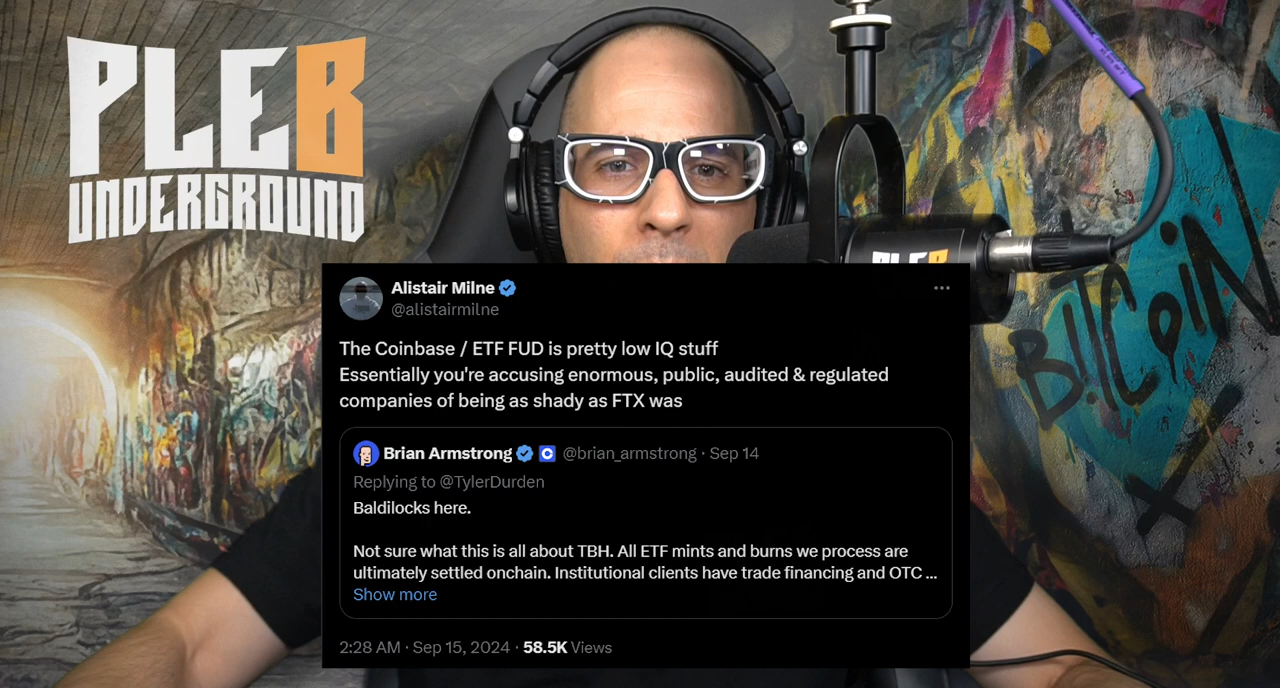 PLEB
UNDERGROUND
PLEB
BITCOIN
Alistair Milne
@alistairmilne
The Coinbase / ETF FUD is pretty low IQ stuff
Essentially you're accusing enormous, public, audited & regulated
companies of being as shady as FTX was
Brian Armstrong @brian_armstrong · Sep 14
Replying to @TylerDurden
Baldilocks here.
Not sure what this is all about TBH. All ETF mints and burns we process are
ultimately settled onchain. Institutional clients have trade financing and OTC ...
Show more
2:28 AM · Sep 15, 2024 · 58.5K Views